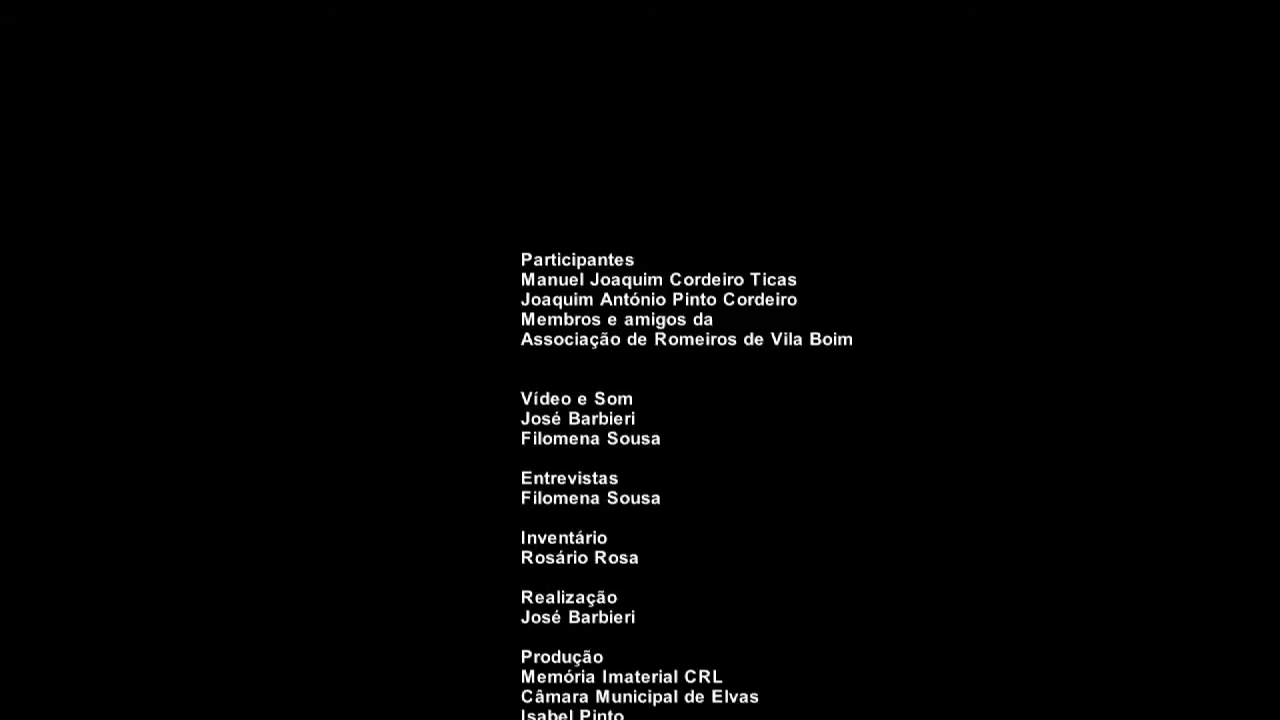 Participantes
Manuel Joaquim Cordeiro Ticas
Joaquim António Pinto Cordeiro
Membros e amigos da
Associação de Romeiros de Vila Boim
Vídeo e Som
José Barbieri
Filomena Sousa
Entrevistas
Filomena Sousa
Inventário
Rosário Rosa
Realização
José Barbieri
Produção
Memória Imaterial CRL
Câmara Municipal de Elvas
Isabel Pinto